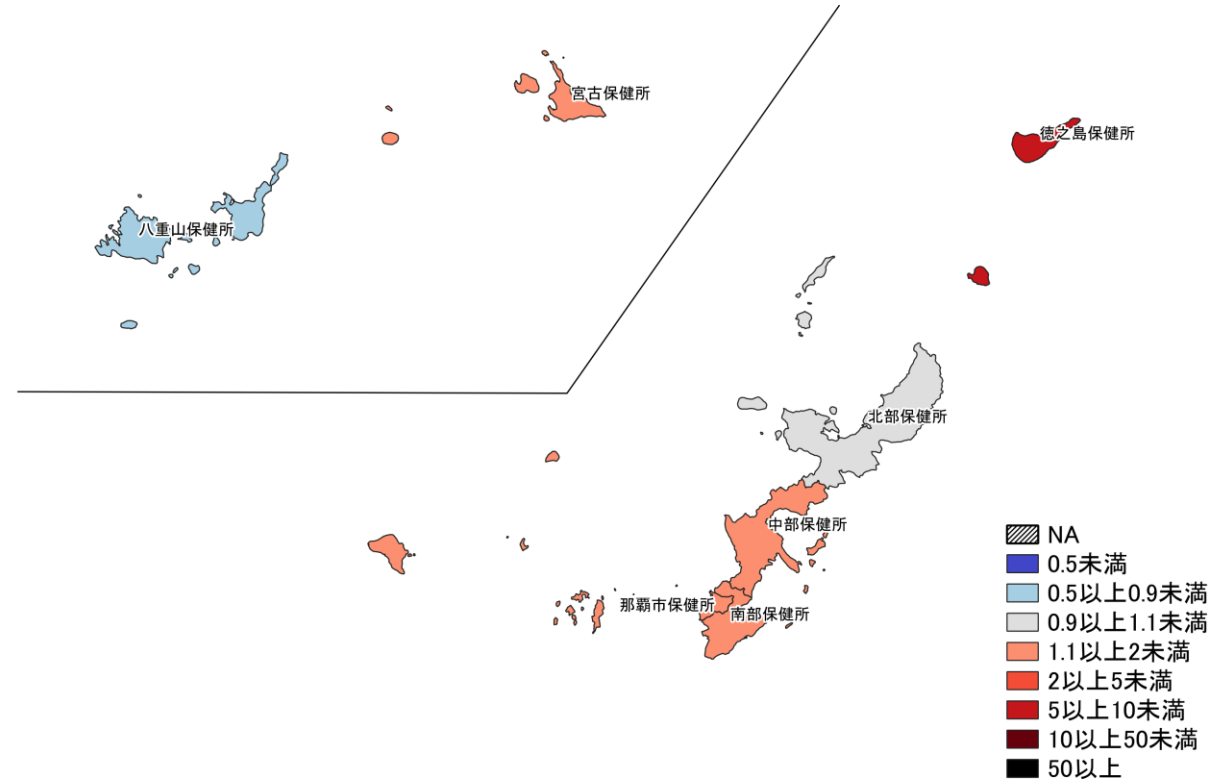 宮古保健所
徳之島保健所
八重山保健所
北部保健所
中部保健所
那覇市保健所
南部保健所
NA
0.5未満
0.5以上0.9未満
0.9以上1.1未満
1.1以上2未満
2以上5未満
5以上10未満
10以上50未満
50以上